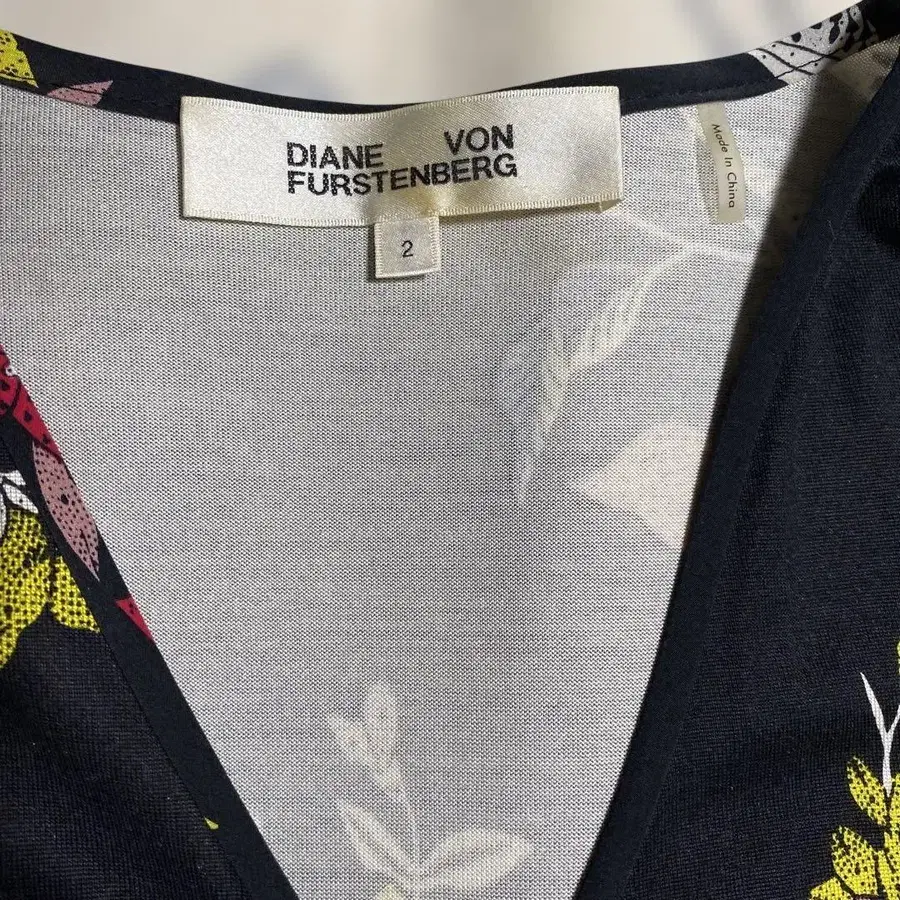 DIANE VON
FURSTENBERG
2
Made In China